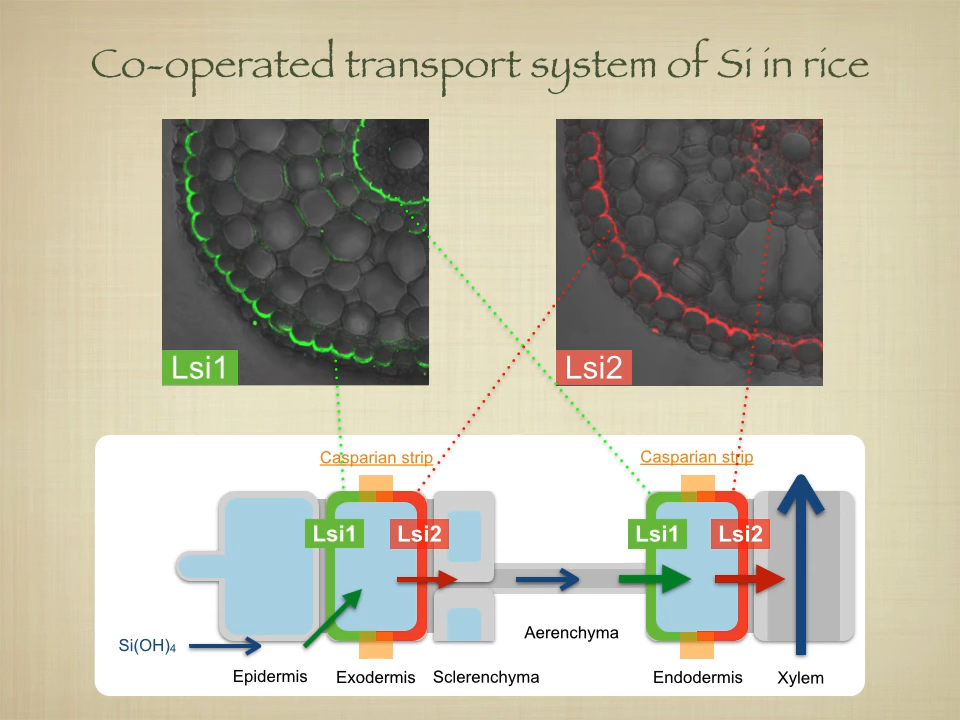 Co-operated transport system of Si in rice
Lsi1
Lsi2
Casparian strip
Casparian strip
Lsi1
Lsi2
Lsi1
Lsi2
Aerenchyma
Si(OH)₄
Epidermis
Exodermis
Sclerenchyma
Endodermis
Xylem